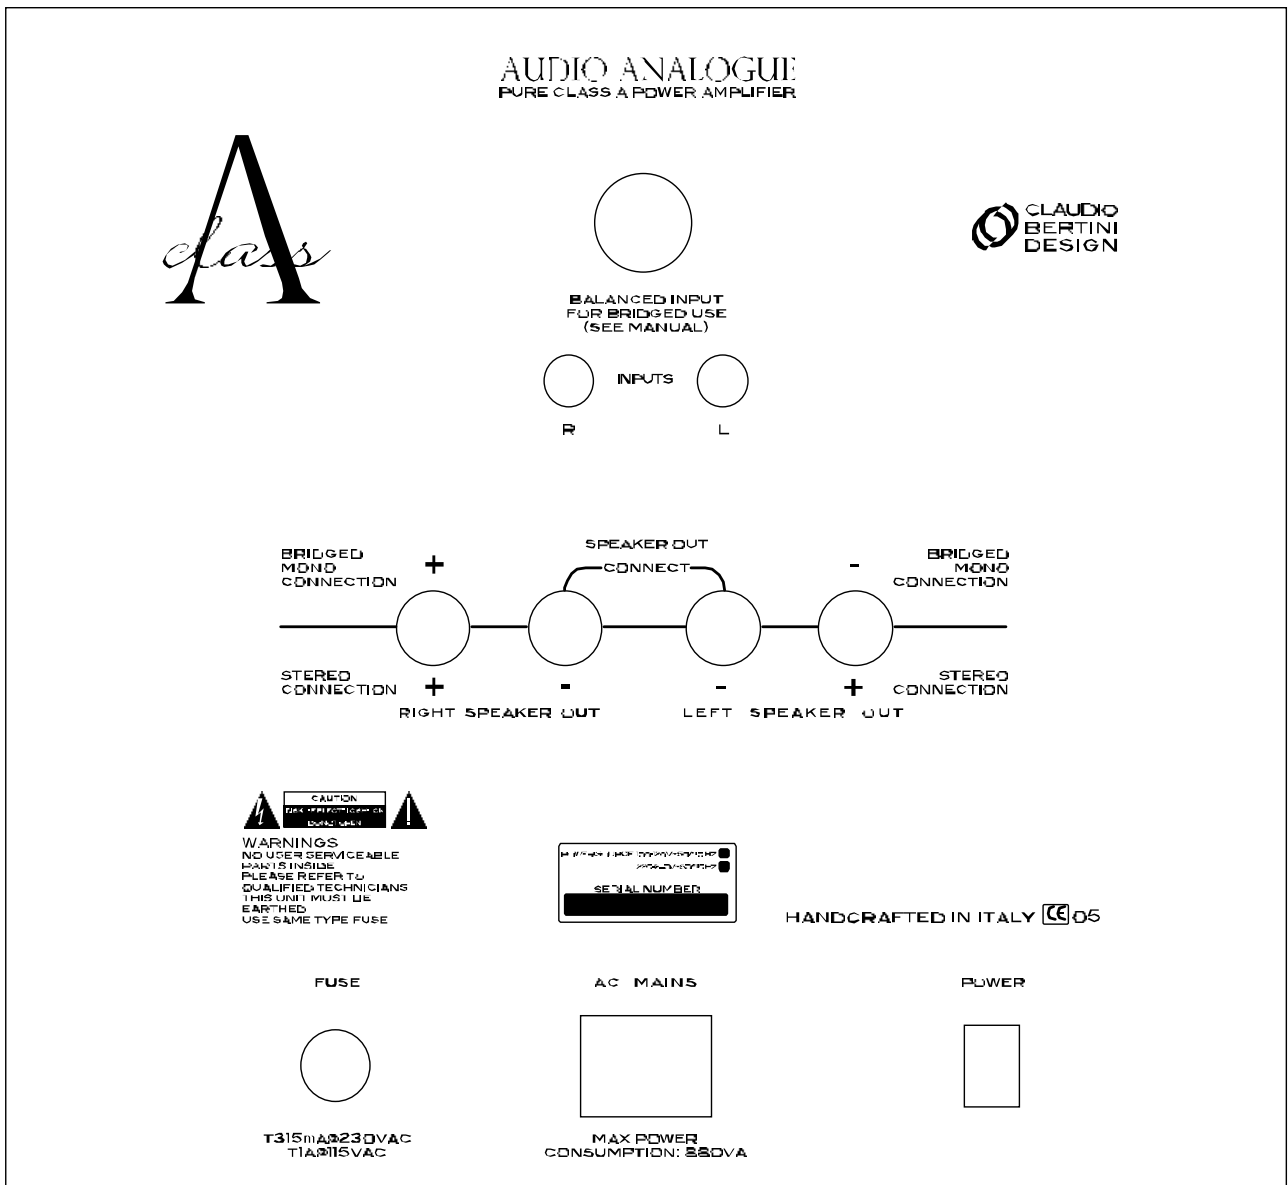 AUDIO ANALOGUE
PURE CLASS A POWER AMPLIFIER
A
class
CLAUDIO
BERTINI
DESIGN
BALANCED INPUT
FOR BRIDGED USE
(SEE MANUAL)
INPUTS
R L
SPEAKER OUT
CONNECT
BRIDGED
MONO
CONNECTION
+
-
BRIDGED
MONO
CONNECTION
STEREO
CONNECTION
+ - - +
STEREO
CONNECTION
RIGHT SPEAKER OUT
LEFT SPEAKER OUT
CAUTION
WARNINGS
NO USER SERVICEABLE
PARTS INSIDE
PLEASE REFER TO
QUALIFIED TECHNICIANS
THIS UNIT MUST BE
EARTHED
USE SAME TYPE FUSE
SERIAL NUMBER
HANDCRAFTED IN ITALY CE 05
FUSE
AC MAINS
POWER
T315mA@230VAC
T1A@115VAC
MAX POWER
CONSUMPTION: